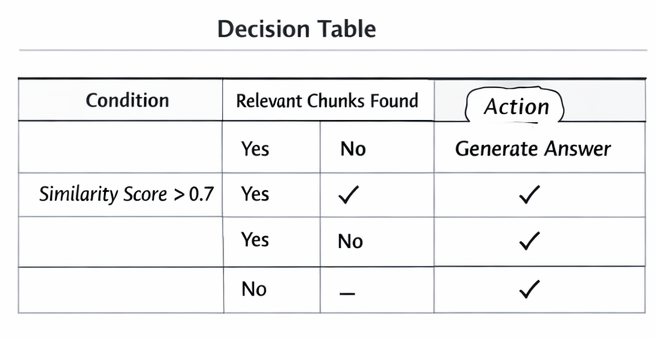 Decision Table
Condition Relevant Chunks Found Action
Yes No Generate Answer
Similarity Score > 0.7 Yes ✓ ✓
Yes No ✓
No – ✓